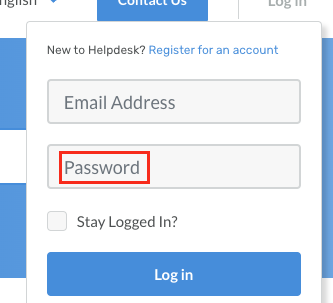 nglish
Contact Us
Log in
New to Helpdesk? Register for an account
Email Address
Password
Stay Logged In?
Log in